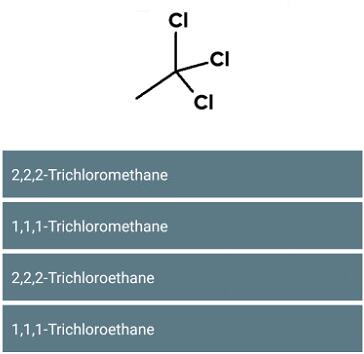 Cl
Cl
Cl
2,2,2-Trichloromethane
1,1,1-Trichloromethane
2,2,2-Trichloroethane
1,1,1-Trichloroethane